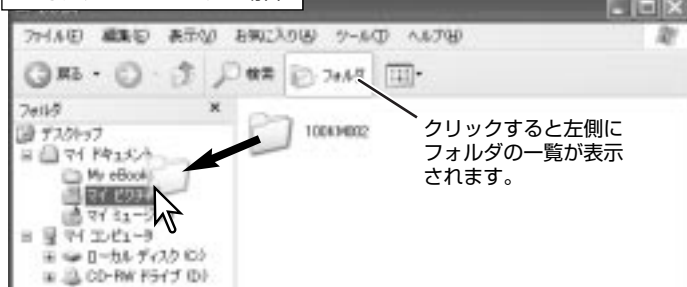 ファイル(F) 編集(E) 表示(V) お気に入り(A) ツール(T) ヘルプ(H)
戻る 検索 フォルダ
フォルダ ×
デスクトップ
マイ ドキュメント
My eBook
マイ ピクチ
マイ ミュージ
マイ コンピュータ
ローカル ディスク (C:)
CD-RW ドライブ (D:)
クリックすると左側に
フォルダの一覧が表示
されます。